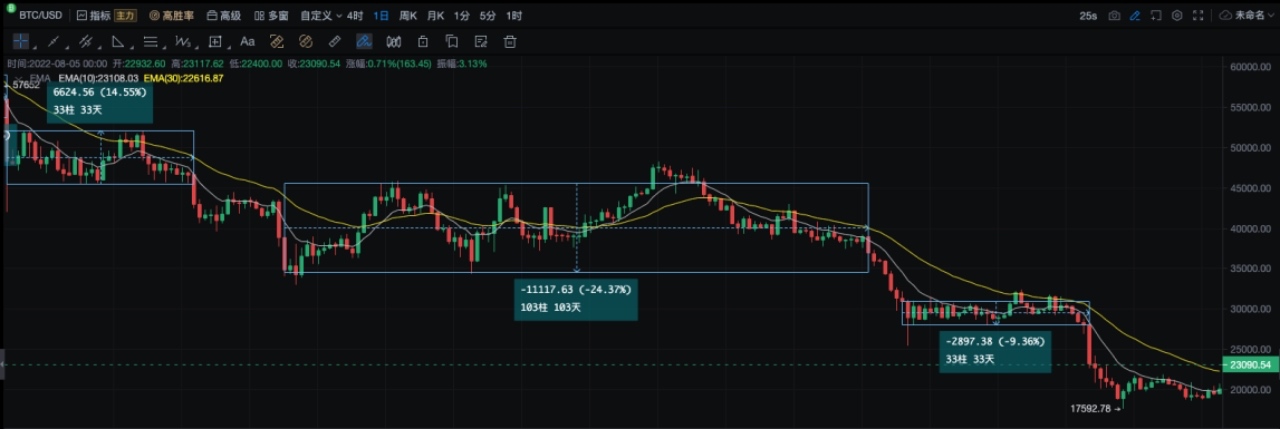 BTC/USD 指标 主力 高胜率 高级 多窗 自定义 4时 1日 周K 月K 1分 5分 1时 25s 未命名
Aa
时间:2022-08-05 00:00 开:22932.60 高:23117.62 低:22400.00 收:23090.54 涨幅:0.71%(163.45) 振幅:3.13%
EMA EMA(10):23108.03 EMA(30):22616.87
57652
6624.56 (14.55%)
33柱 33天
-11117.63 (-24.37%)
103柱 103天
-2897.38 (-9.36%)
33柱 33天
17592.78
60000.00
55000.00
50000.00
45000.00
40000.00
35000.00
30000.00
25000.00
23090.54
20000.00